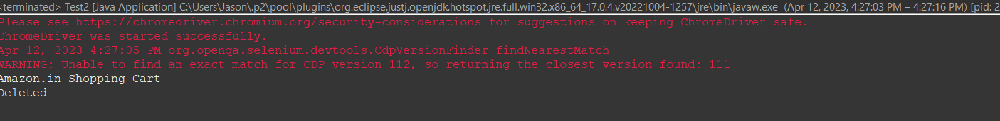 <terminated> Test2 [Java Application] C:\Users\Jason\.p2\pool\plugins\org.eclipse.justj.openjdk.hotspot.jre.full.win32.x86_64_17.0.4.v20221004-1257\jre\bin\javaw.exe (Apr 12, 2023, 4:27:03 PM – 4:27:16 PM) [pid: 2
Please see https://chromedriver.chromium.org/security-considerations for suggestions on keeping ChromeDriver safe.
ChromeDriver was started successfully.
Apr 12, 2023 4:27:05 PM org.openqa.selenium.devtools.CdpVersionFinder findNearestMatch
WARNING: Unable to find an exact match for CDP version 112, so returning the closest version found: 111
Amazon.in Shopping Cart
Deleted